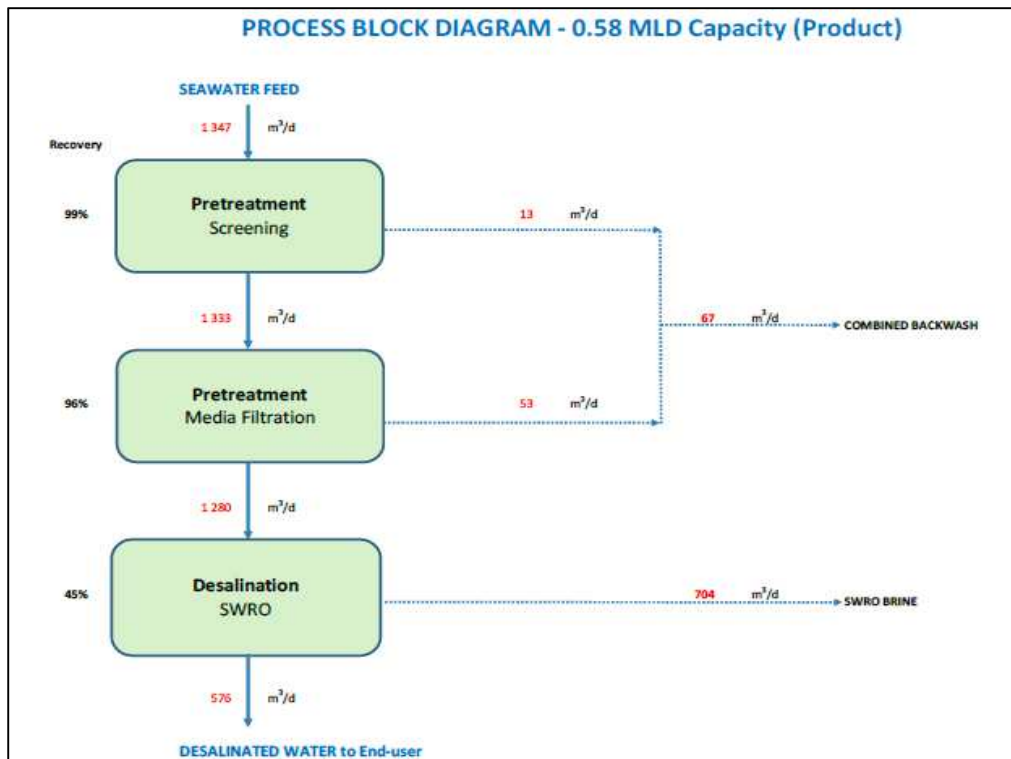 PROCESS BLOCK DIAGRAM - 0.58 MLD Capacity (Product)
SEAWATER FEED
1 347 m³/d
Recovery
Pretreatment
99% 13 m³/d
Screening
1 333 m³/d
67 m³/d COMBINED BACKWASH
Pretreatment
96% 53 m³/d
Media Filtration
1 280 m³/d
Desalination
45% 704 m³/d SWRO BRINE
SWRO
576 m³/d
DESALINATED WATER to End-user